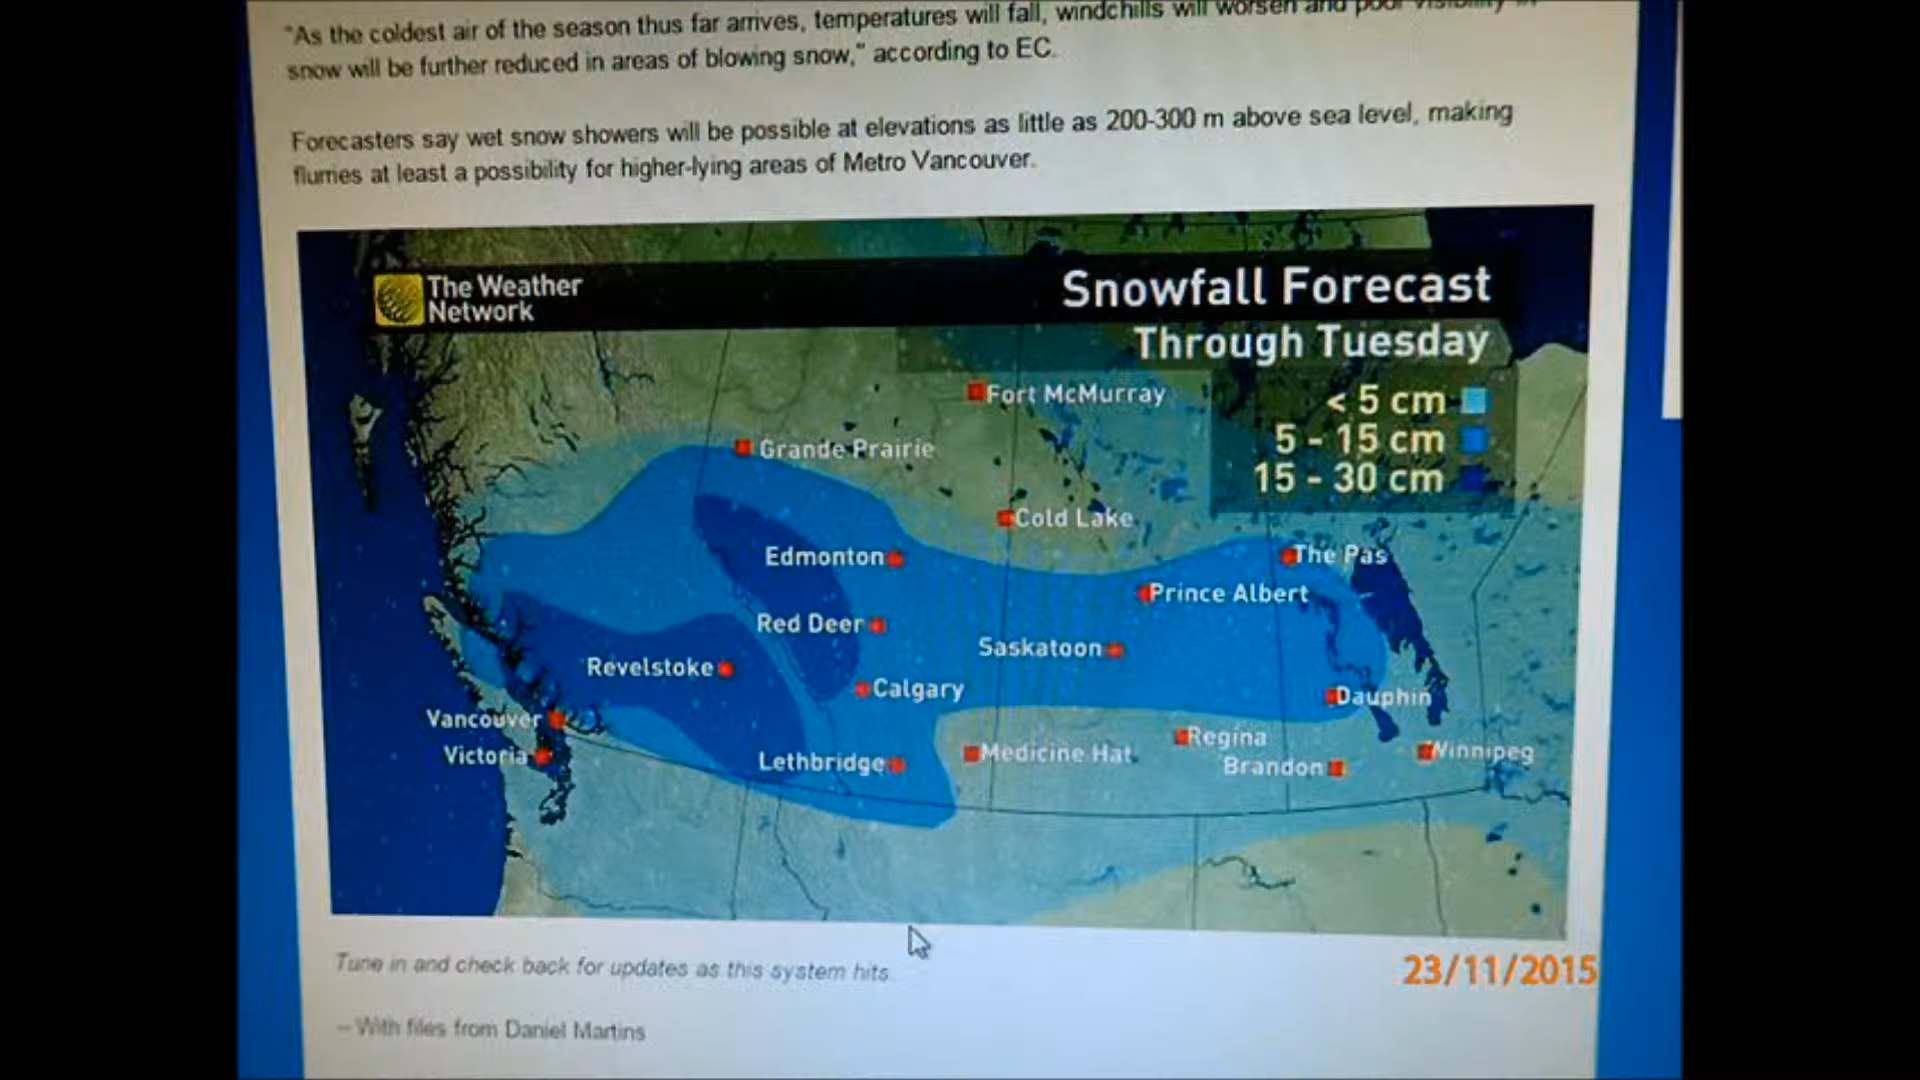 "As the coldest air of the season thus far arrives, temperatures will fall, windchills will worsen and poor visibility in
snow will be further reduced in areas of blowing snow," according to EC.
Forecasters say wet snow showers will be possible at elevations as little as 200-300 m above sea level, making
flurries at least a possibility for higher-lying areas of Metro Vancouver.
The Weather
Network
Snowfall Forecast
Through Tuesday
< 5 cm
5 - 15 cm
15 - 30 cm
Fort McMurray
Grande Prairie
Cold Lake
Edmonton
The Pas
Prince Albert
Red Deer
Saskatoon
Revelstoke
Calgary
Dauphin
Vancouver
Victoria
Lethbridge
Medicine Hat
Regina
Brandon
Winnipeg
Tune in and check back for updates as this system hits.
23/11/2015
-- With files from Daniel Martins